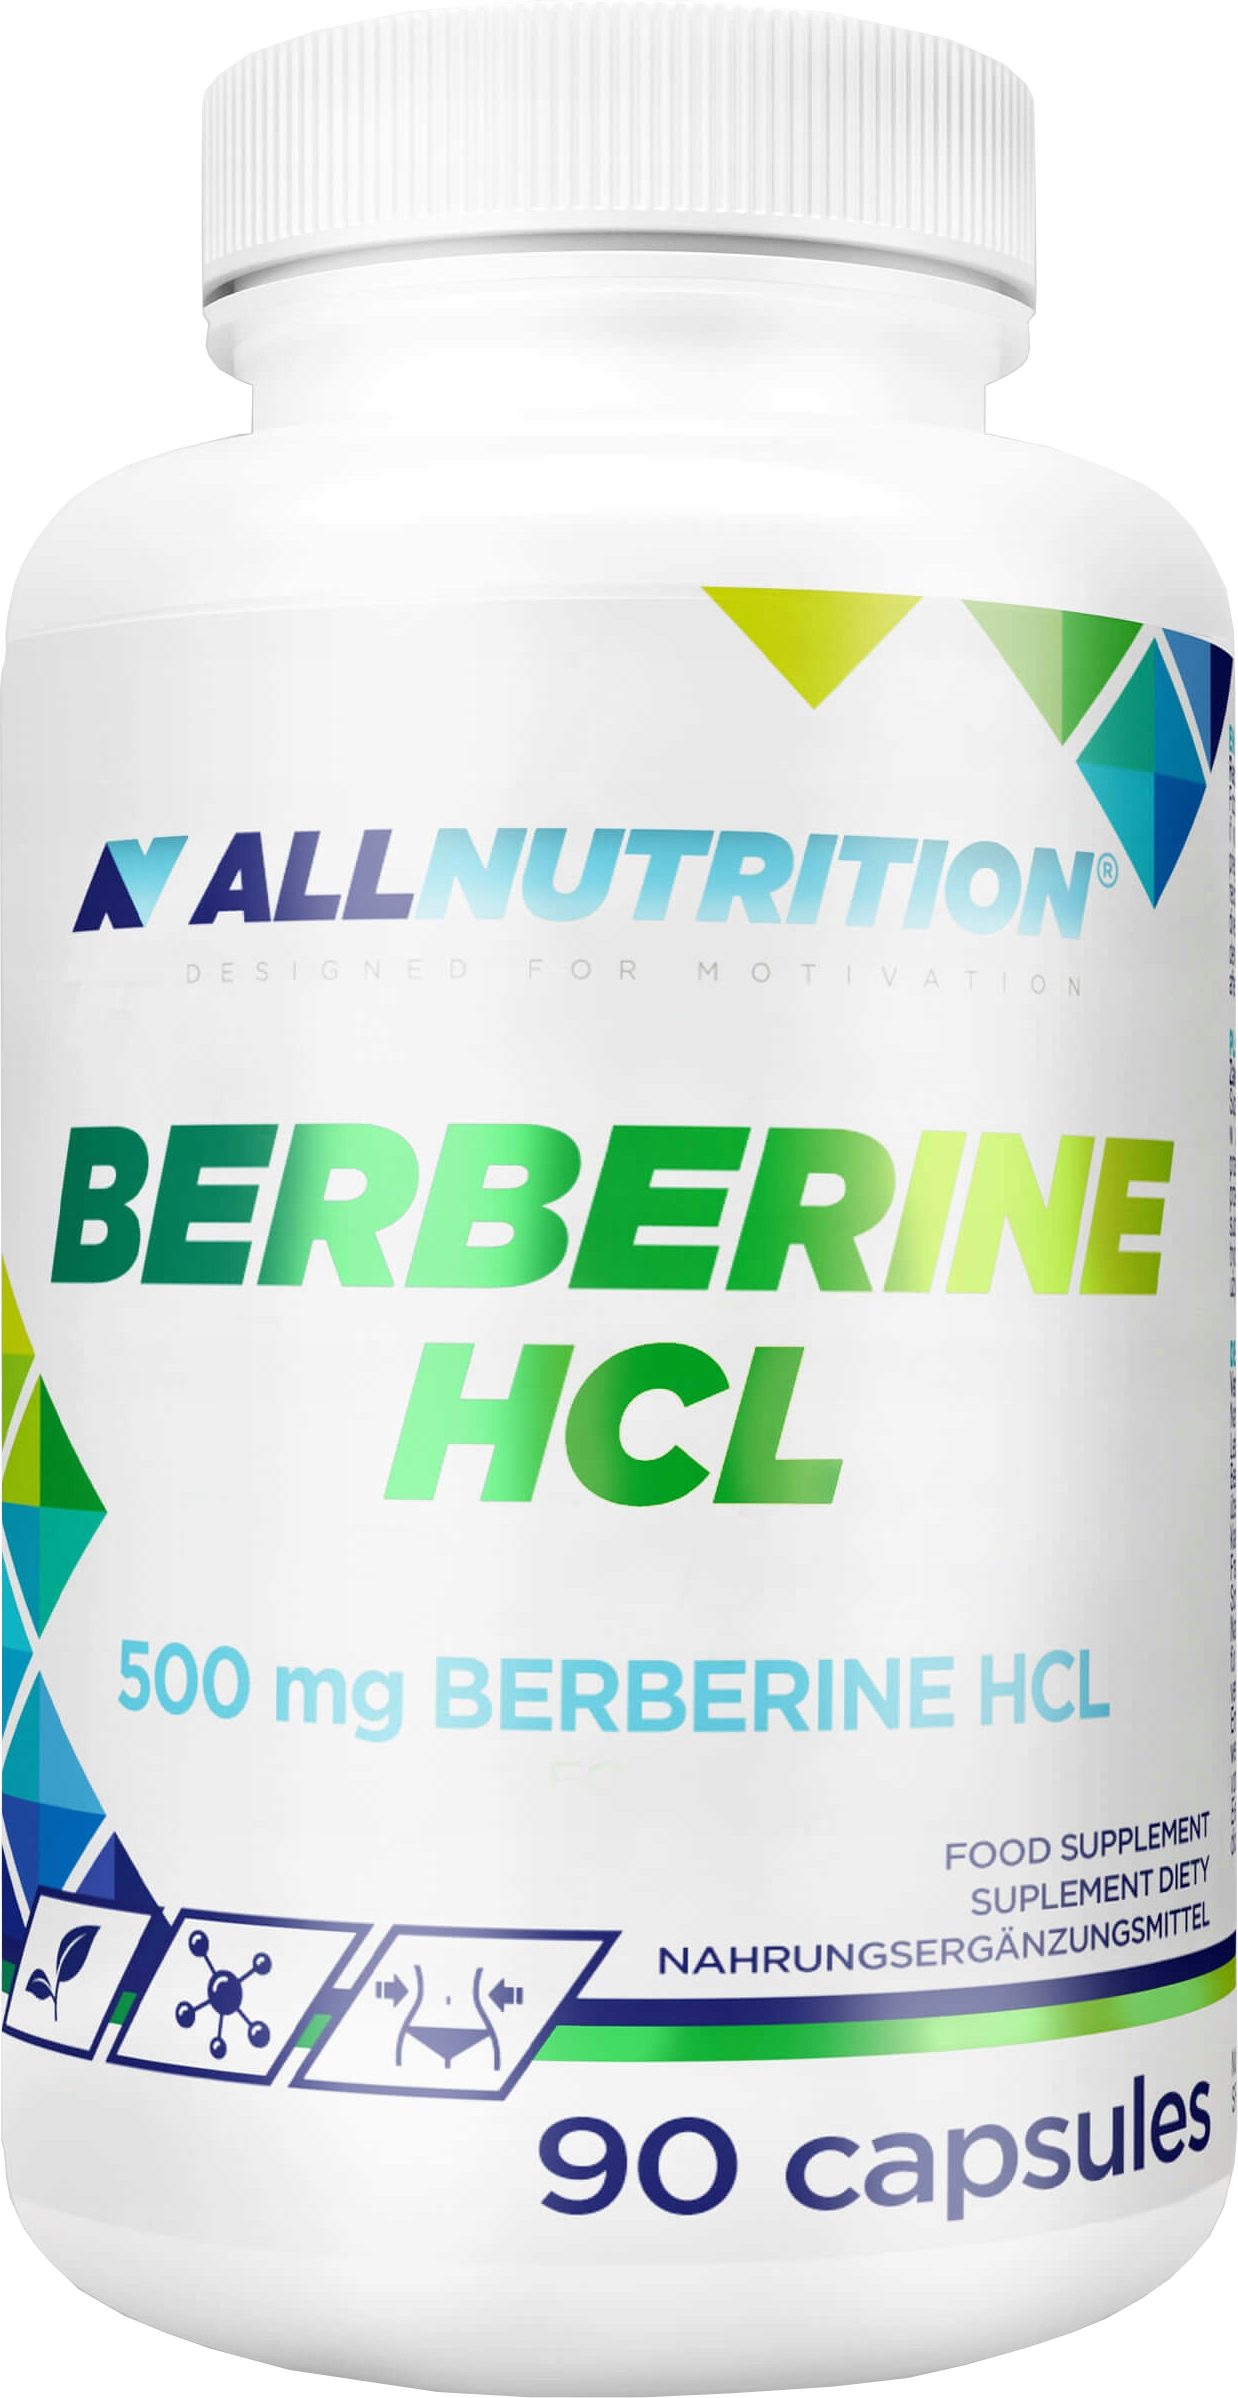 ALLNUTRITION®
DESIGNED FOR MOTIVATION
BERBERINE
HCL
500 mg BERBERINE HCL
FOOD SUPPLEMENT
SUPLEMENT DIETY
NAHRUNGSERGÄNZUNGSMITTEL
90 capsules